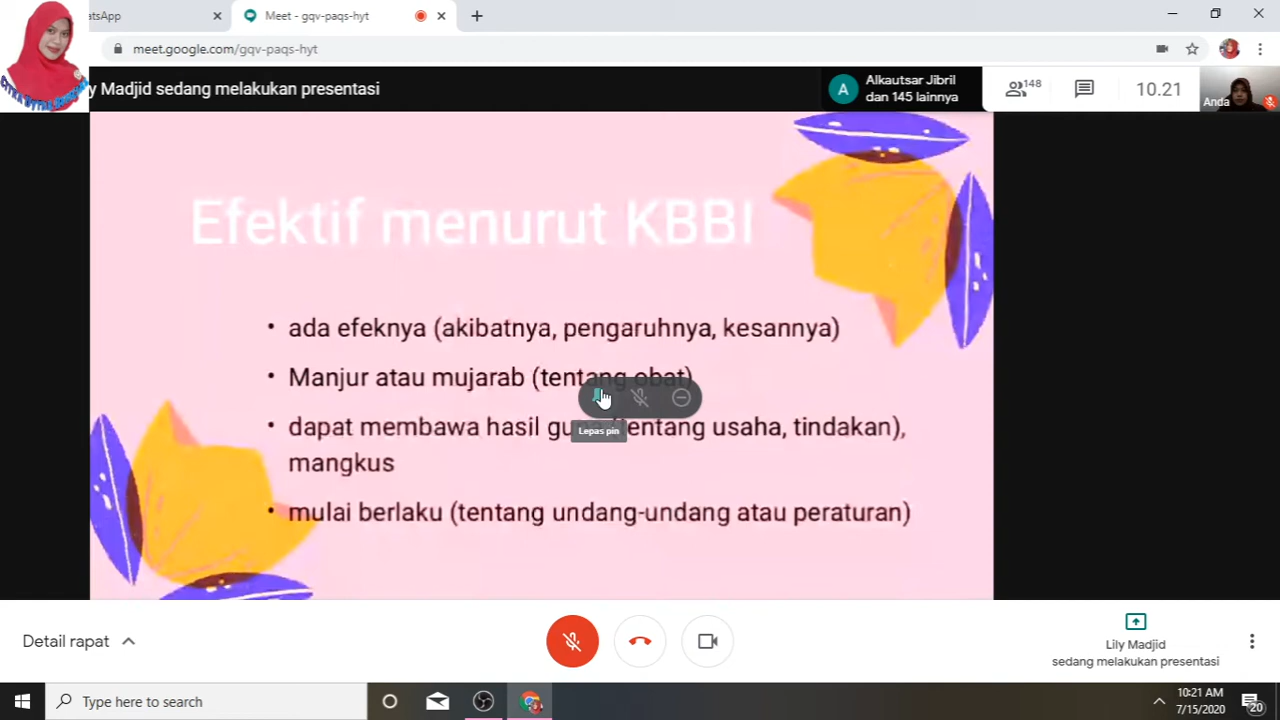 atsApp
Meet - gqv-paqs-hyt
meet.google.com/gqv-paqs-hyt
y Madjid sedang melakukan presentasi
A
Alkautsar Jibril
dan 145 lainnya
148
10.21
Anda
Efektif menurut KBBI
• ada efeknya (akibatnya, pengaruhnya, kesannya)
• Manjur atau mujarab (tentang obat)
Lepas pin
• dapat membawa hasil guna (tentang usaha, tindakan),
mangkus
• mulai berlaku (tentang undang-undang atau peraturan)
Detail rapat
Lily Madjid
sedang melakukan presentasi
Type here to search
10:21 AM
7/15/2020
20